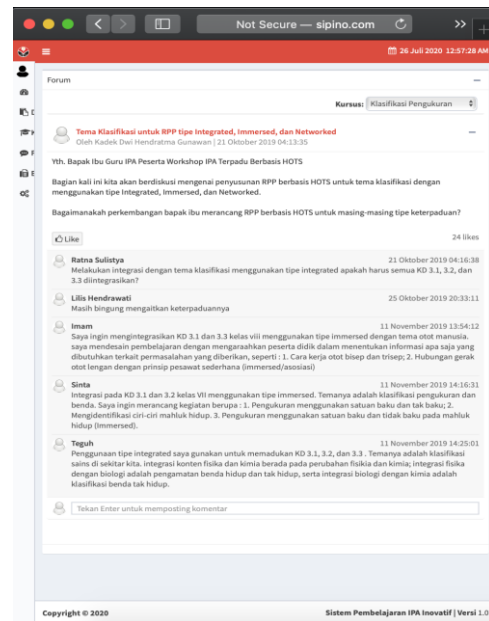 Not Secure — sipino.com
26 Juli 2020 12:57:28 AM
Forum
Kursus: Klasifikasi Pengukuran
Tema Klasifikasi untuk RPP tipe Integrated, Immersed, dan Networked
Oleh Kadek Dwi Hendratma Gunawan | 21 Oktober 2019 04:13:35
Yth. Bapak Ibu Guru IPA Peserta Workshop IPA Terpadu Berbasis HOTS
Bagian kali ini kita akan berdiskusi mengenai penyusunan RPP berbasis HOTS untuk tema klasifikasi dengan
menggunakan tipe Integrated, Immersed, dan Networked.
Bagaimanakah perkembangan bapak ibu merancang RPP berbasis HOTS untuk masing-masing tipe keterpaduan?
Like
24 likes
Ratna Sulistya 21 Oktober 2019 04:16:38
Melakukan integrasi dengan tema klasifikasi menggunakan tipe integrated apakah harus semua KD 3.1, 3.2, dan
3.3 diintegrasikan?
Lilis Hendrawati 25 Oktober 2019 20:33:11
Masih bingung mengaitkan keterpaduannya
Imam 11 November 2019 13:54:12
Saya ingin mengintegrasikan KD 3.1 dan 3.3 kelas viii menggunakan tipe immersed dengan tema otot manusia.
saya mendesain pembelajaran dengan mengaraahkan peserta didik dalam menentukan informasi apa saja yang
dibutuhkan terkait permasalahan yang diberikan, seperti : 1. Cara kerja otot bisep dan trisep; 2. Hubungan gerak
otot lengan dengan prinsip pesawat sederhana (immersed/asosiasi)
Sinta 11 November 2019 14:16:31
Integrasi pada KD 3.1 dan 3.2 kelas VII menggunakan tipe immersed. Temanya adalah klasifikasi pengukuran dan
benda. Saya ingin merancang kegiatan berupa : 1. Pengukuran menggunakan satuan baku dan tak baku; 2.
Mengidentifikasi ciri-ciri mahluk hidup. 3. Pengukuran menggunakan satuan baku dan tidak baku pada mahluk
hidup (Immersed).
Teguh 11 November 2019 14:25:01
Penggunaan tipe integrated saya gunakan untuk memadukan KD 3.1, 3.2, dan 3.3 . Temanya adalah klasifikasi
sains di sekitar kita. integrasi konten fisika dan kimia berada pada perubahan fisikia dan kimia; integrasi fisika
dengan biologi adalah pengamatan benda hidup dan tak hidup, serta integrasi biologi dengan kimia adalah
klasifikasi benda tak hidup.
Tekan Enter untuk memposting komentar
Copyright © 2020
Sistem Pembelajaran IPA Inovatif | Versi 1.0